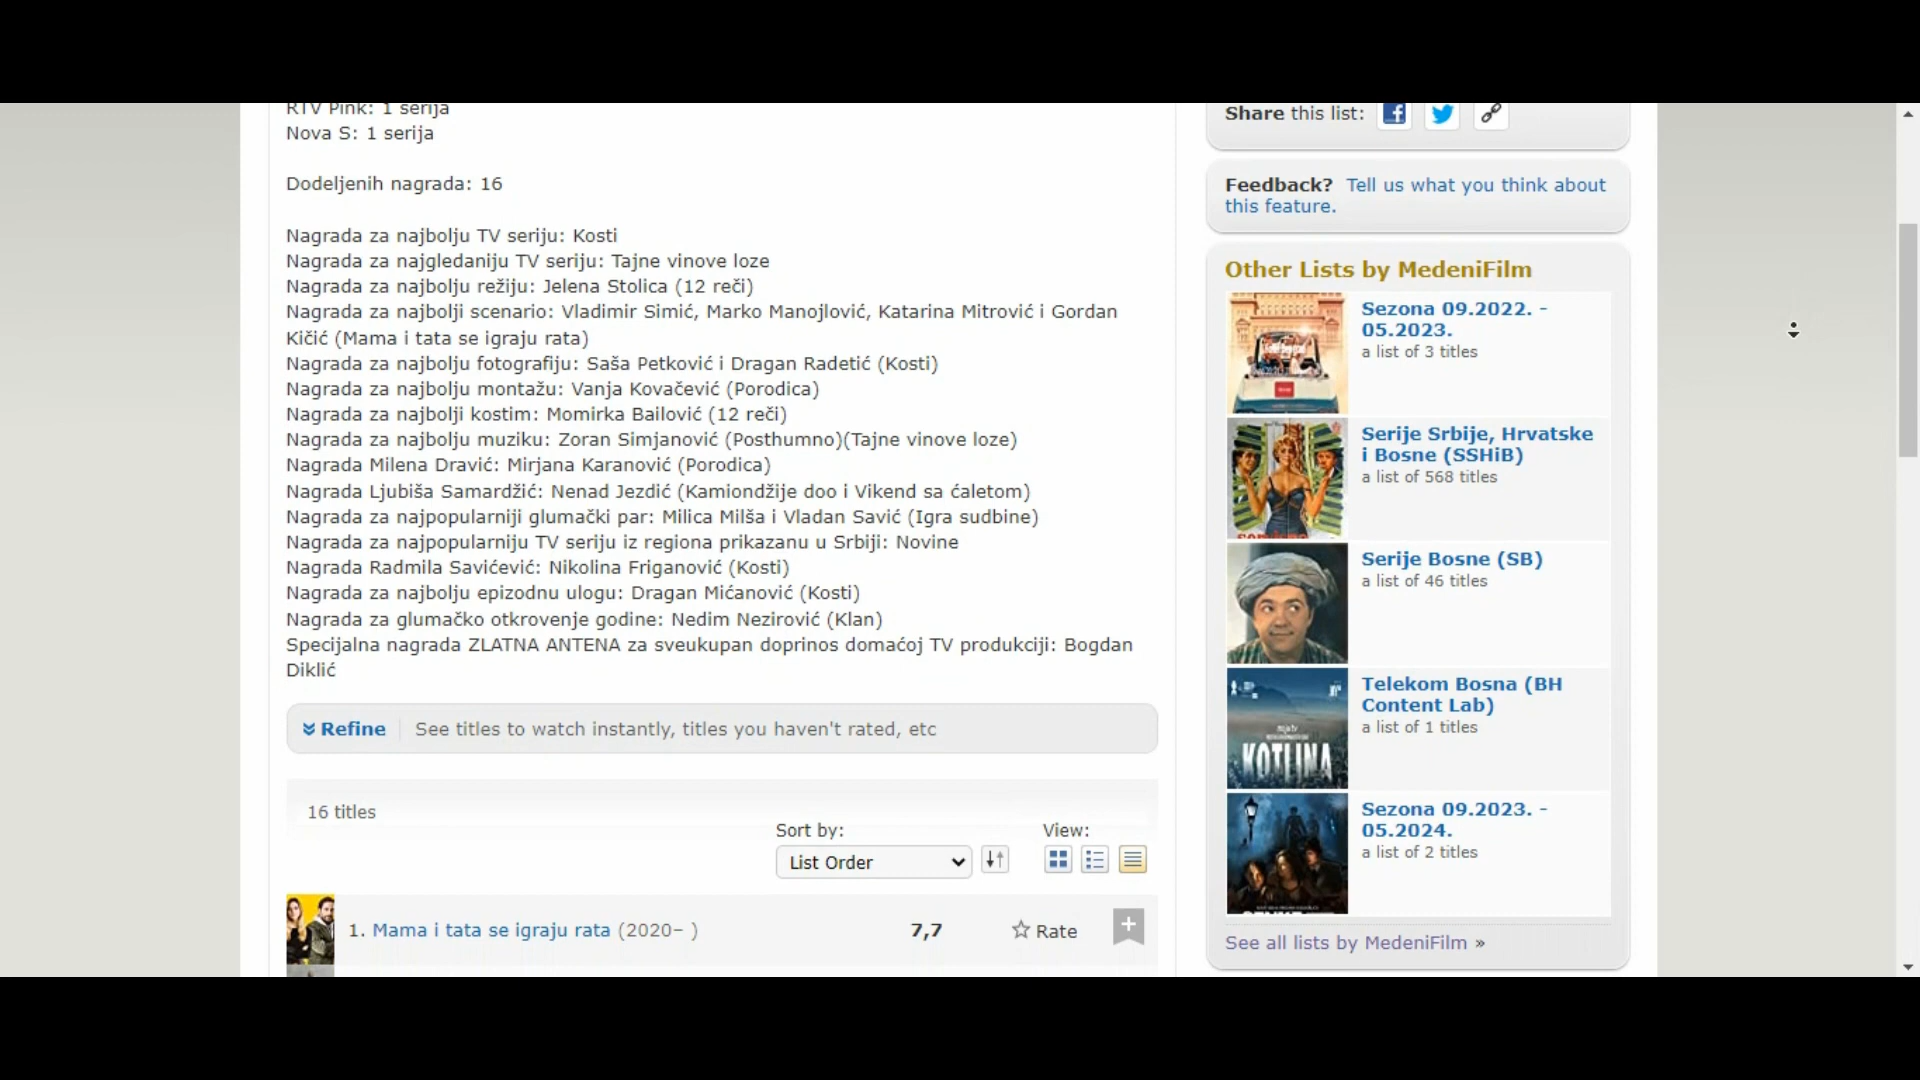 RTV Pink: 1 serija
Nova S: 1 serija
Dodeljenih nagrada: 16
Nagrada za najbolju TV seriju: Kosti
Nagrada za najgledaniju TV seriju: Tajne vinove loze
Nagrada za najbolju režiju: Jelena Stolica (12 reči)
Nagrada za najbolji scenario: Vladimir Simić, Marko Manojlović, Katarina Mitrović i Gordan
Kičić (Mama i tata se igraju rata)
Nagrada za najbolju fotografiju: Saša Petković i Dragan Radetić (Kosti)
Nagrada za najbolju montažu: Vanja Kovačević (Porodica)
Nagrada za najbolji kostim: Momirka Bailović (12 reči)
Nagrada za najbolju muziku: Zoran Simjanović (Posthumno)(Tajne vinove loze)
Nagrada Milena Dravić: Mirjana Karanović (Porodica)
Nagrada Ljubiša Samardžić: Nenad Jezdić (Kamiondžije doo i Vikend sa ćaletom)
Nagrada za najpopularniji glumački par: Milica Milša i Vladan Savić (Igra sudbine)
Nagrada za najpopularniju TV seriju iz regiona prikazanu u Srbiji: Novine
Nagrada Radmila Savićević: Nikolina Friganović (Kosti)
Nagrada za najbolju epizodnu ulogu: Dragan Mićanović (Kosti)
Nagrada za glumačko otkrovenje godine: Nedim Nezirović (Klan)
Specijalna nagrada ZLATNA ANTENA za sveukupan doprinos domaćoj TV produkciji: Bogdan
Diklić
Refine See titles to watch instantly, titles you haven't rated, etc
16 titles
Sort by:
View:
List Order
1. Mama i tata se igraju rata (2020– ) 7,7 Rate
Share this list:
Feedback? Tell us what you think about
this feature.
Other Lists by MedeniFilm
Sezona 09.2022. -
05.2023.
a list of 3 titles
Serije Srbije, Hrvatske
i Bosne (SSHiB)
a list of 568 titles
Serije Bosne (SB)
a list of 46 titles
Telekom Bosna (BH
Content Lab)
a list of 1 titles
KOTLINA
Sezona 09.2023. -
05.2024.
a list of 2 titles
See all lists by MedeniFilm »